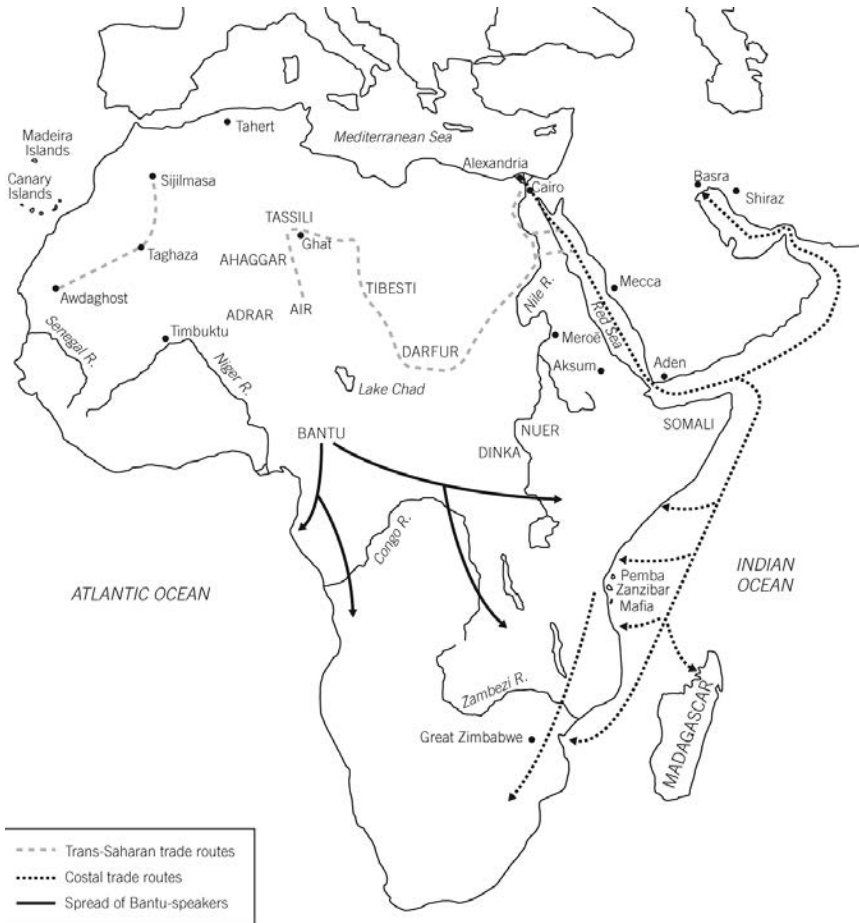 Tahert
Madeira
Islands
Mediterranean Sea
Canary
Islands
Sijilmasa
Alexandria
Cairo
Basra
Shiraz
TASSILI
Ghat
Taghaza
AHAGGAR
TIBESTI
Awdaghost
AIR
ADRAR
Nile R.
Mecca
Red Sea
Senegal R.
Timbuktu
Niger R.
DARFUR
Meroë
Aksum
Aden
Lake Chad
BANTU
NUER
DINKA
SOMALI
Congo R.
ATLANTIC OCEAN
INDIAN
OCEAN
Pemba
Zanzibar
Mafia
Zambezi R.
Great Zimbabwe
MADAGASCAR
Trans-Saharan trade routes
Costal trade routes
Spread of Bantu-speakers